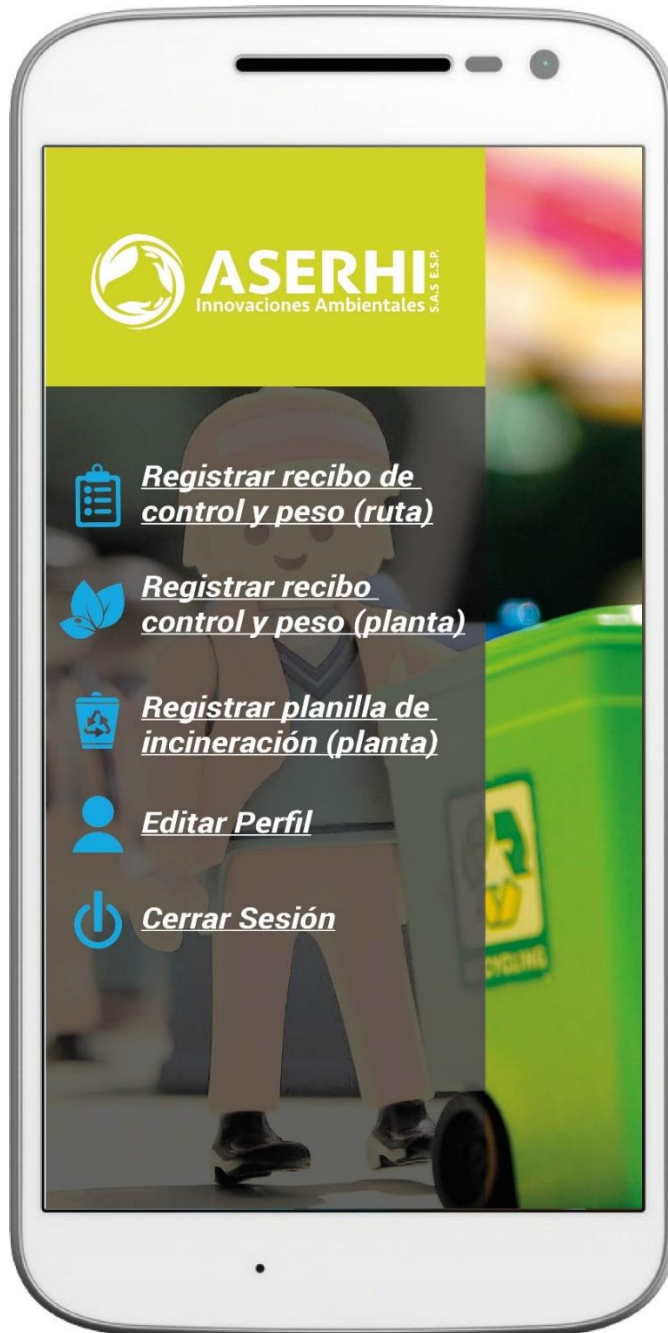 ASERHI
Innovaciones Ambientales
S.A.S E.S.P.
Registrar recibo de
control y peso (ruta)
Registrar recibo
control y peso (planta)
Registrar planilla de
incineración (planta)
Editar Perfil
Cerrar Sesión